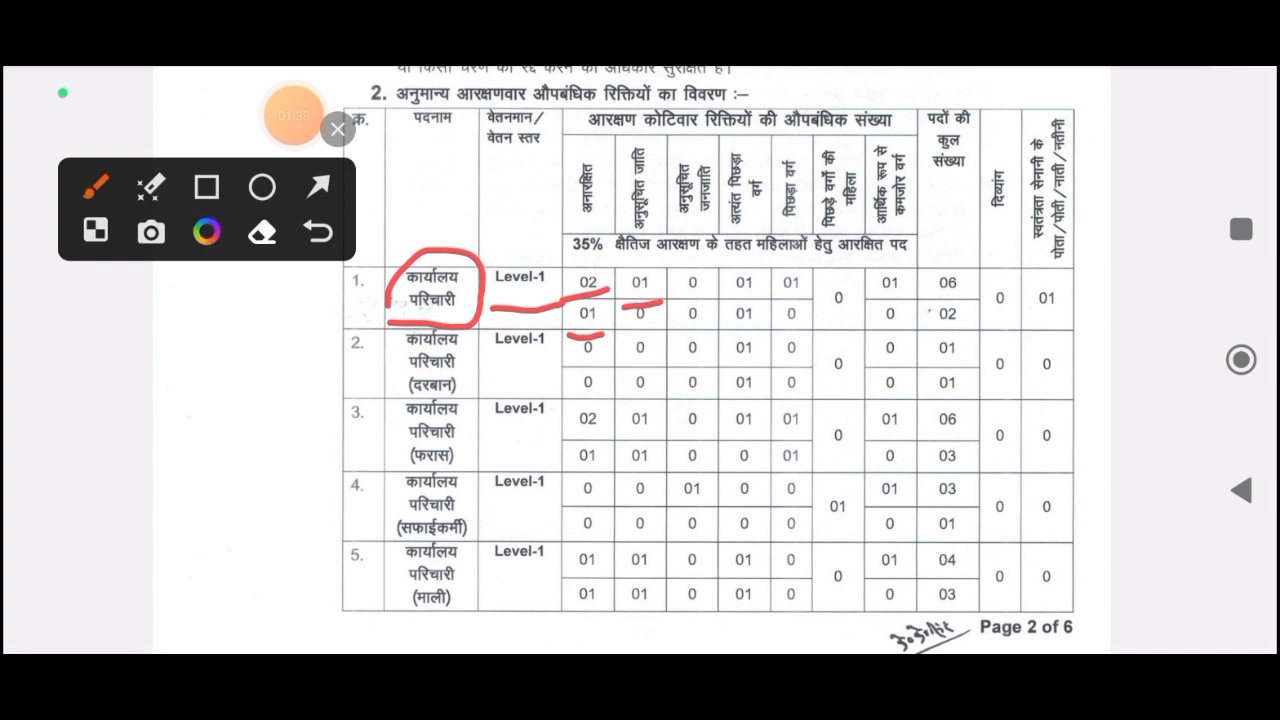 या किसी चरण को रद्द करने का अधिकार सुरक्षित है।
2. अनुमान्य आरक्षणवार औपबंधिक रिक्तियों का विवरण :–
01:38
क्र. पदनाम वेतनमान/ वेतन स्तर आरक्षण कोटिवार रिक्तियों की औपबंधिक संख्या पदों की कुल संख्या दिव्यांग स्वतंत्रता सेनानी के पोता/पोती/नाती/नतीनी
अनारक्षित अनुसूचित जाति अनुसूचित जनजाति अत्यंत पिछड़ा वर्ग पिछड़ा वर्ग पिछड़े वर्गों की महिला आर्थिक रूप से कमजोर वर्ग
35% क्षैतिज आरक्षण के तहत महिलाओं हेतु आरक्षित पद
1. कार्यालय परिचारी Level-1 02 01 0 01 01 0 01 06 0 01
01 0 0 01 0 0 02
2. कार्यालय परिचारी (दरबान) Level-1 0 0 0 01 0 0 0 01 0 0
0 0 0 01 0 0 01
3. कार्यालय परिचारी (फरास) Level-1 02 01 0 01 01 0 01 06 0 0
01 01 0 0 01 0 03
4. कार्यालय परिचारी (सफाईकर्मी) Level-1 0 0 01 0 0 01 01 03 0 0
0 0 0 0 0 0 01
5. कार्यालय परिचारी (माली) Level-1 01 01 0 01 0 0 01 04 0 0
01 01 0 01 0 0 03
Page 2 of 6